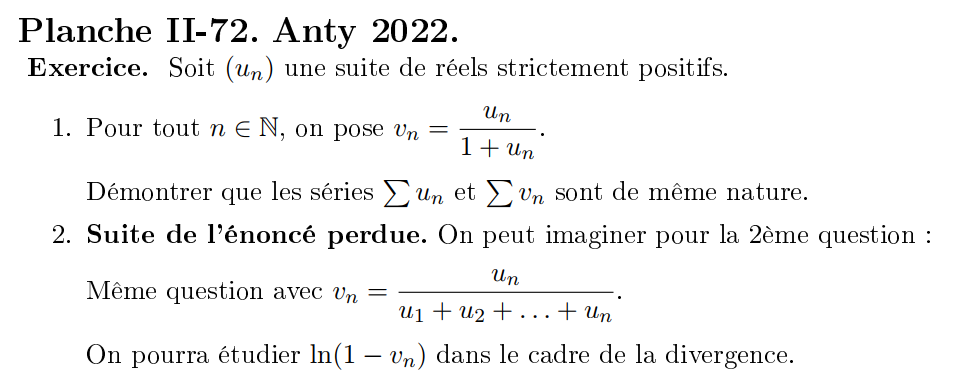 Planche II-72. Anty 2022.
Exercice. Soit $(u_n)$ une suite de réels strictement positifs.
1. Pour tout $n \in \mathbb{N}$, on pose $v_n = \dfrac{u_n}{1 + u_n}$.
Démontrer que les séries $\sum u_n$ et $\sum v_n$ sont de même nature.
2. Suite de l'énoncé perdue. On peut imaginer pour la 2ème question :
Même question avec $v_n = \dfrac{u_n}{u_1 + u_2 + \ldots + u_n}$.
On pourra étudier $\ln(1 - v_n)$ dans le cadre de la divergence.